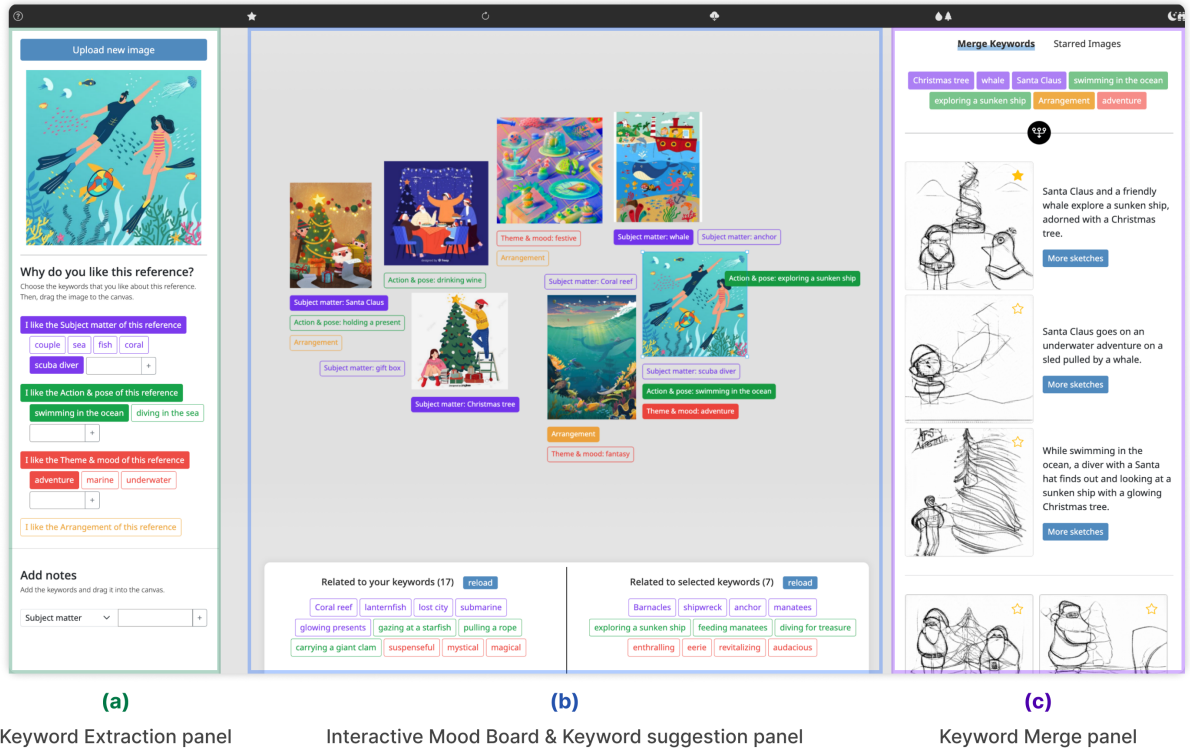 Upload new image
Why do you like this reference?
Choose the keywords that you like about this reference.
Then, drag the image to the canvas.
I like the Subject matter of this reference
couple sea fish coral
scuba diver +
I like the Action & pose of this reference
swimming in the ocean diving in the sea
+
I like the Theme & mood of this reference
adventure marine underwater
+
I like the Arrangement of this reference
Add notes
Add the keywords and drag it into the canvas.
Subject matter +
Theme & mood: festive
Arrangement
Subject matter: whale Subject matter: anchor
Action & pose: drinking wine
Subject matter: Coral reef
Action & pose: exploring a sunken ship
Subject matter: Santa Claus
Action & pose: holding a present
Arrangement
Subject matter: gift box
Subject matter: Christmas tree
Subject matter: scuba diver
Action & pose: swimming in the ocean
Theme & mood: adventure
Arrangement
Theme & mood: fantasy
Related to your keywords (17) reload
Coral reef lanternfish lost city submarine
glowing presents gazing at a starfish pulling a rope
carrying a giant clam suspenseful mystical magical
Related to selected keywords (7) reload
Barnacles shipwreck anchor manatees
exploring a sunken ship feeding manatees diving for treasure
enthralling eerie revitalizing audacious
Merge Keywords Starred Images
Christmas tree whale Santa Claus swimming in the ocean
exploring a sunken ship Arrangement adventure
Santa Claus and a friendly
whale explore a sunken ship,
adorned with a Christmas
tree.
More sketches
Santa Claus goes on an
underwater adventure on a
sled pulled by a whale.
More sketches
While swimming in the
ocean, a diver with a Santa
hat finds out and looking at a
sunken ship with a glowing
Christmas tree.
More sketches
(a) (b) (c)
Keyword Extraction panel Interactive Mood Board & Keyword suggestion panel Keyword Merge panel